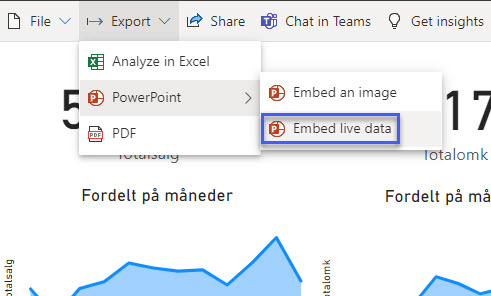 File Export Share Chat in Teams Get insights
Analyze in Excel
PowerPoint
PDF
PDF
Embed an image
Embed live data
5
17
Totalsalg
Totalomk
Fordelt på måneder
Fordelt på må
Totalsalg
Totalomk